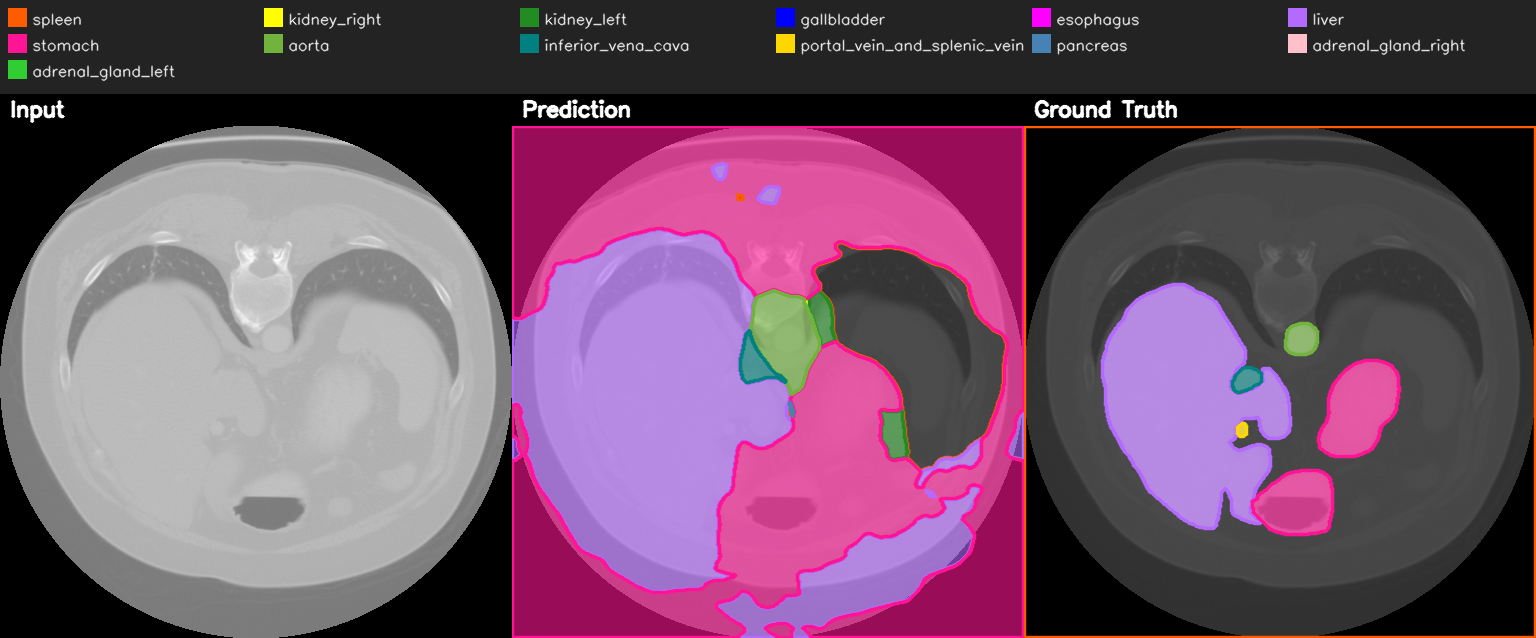 spleen kidney_right kidney_left gallbladder esophagus liver
stomach aorta inferior_vena_cava portal_vein_and_splenic_vein pancreas adrenal_gland_right
adrenal_gland_left
Input Prediction Ground Truth